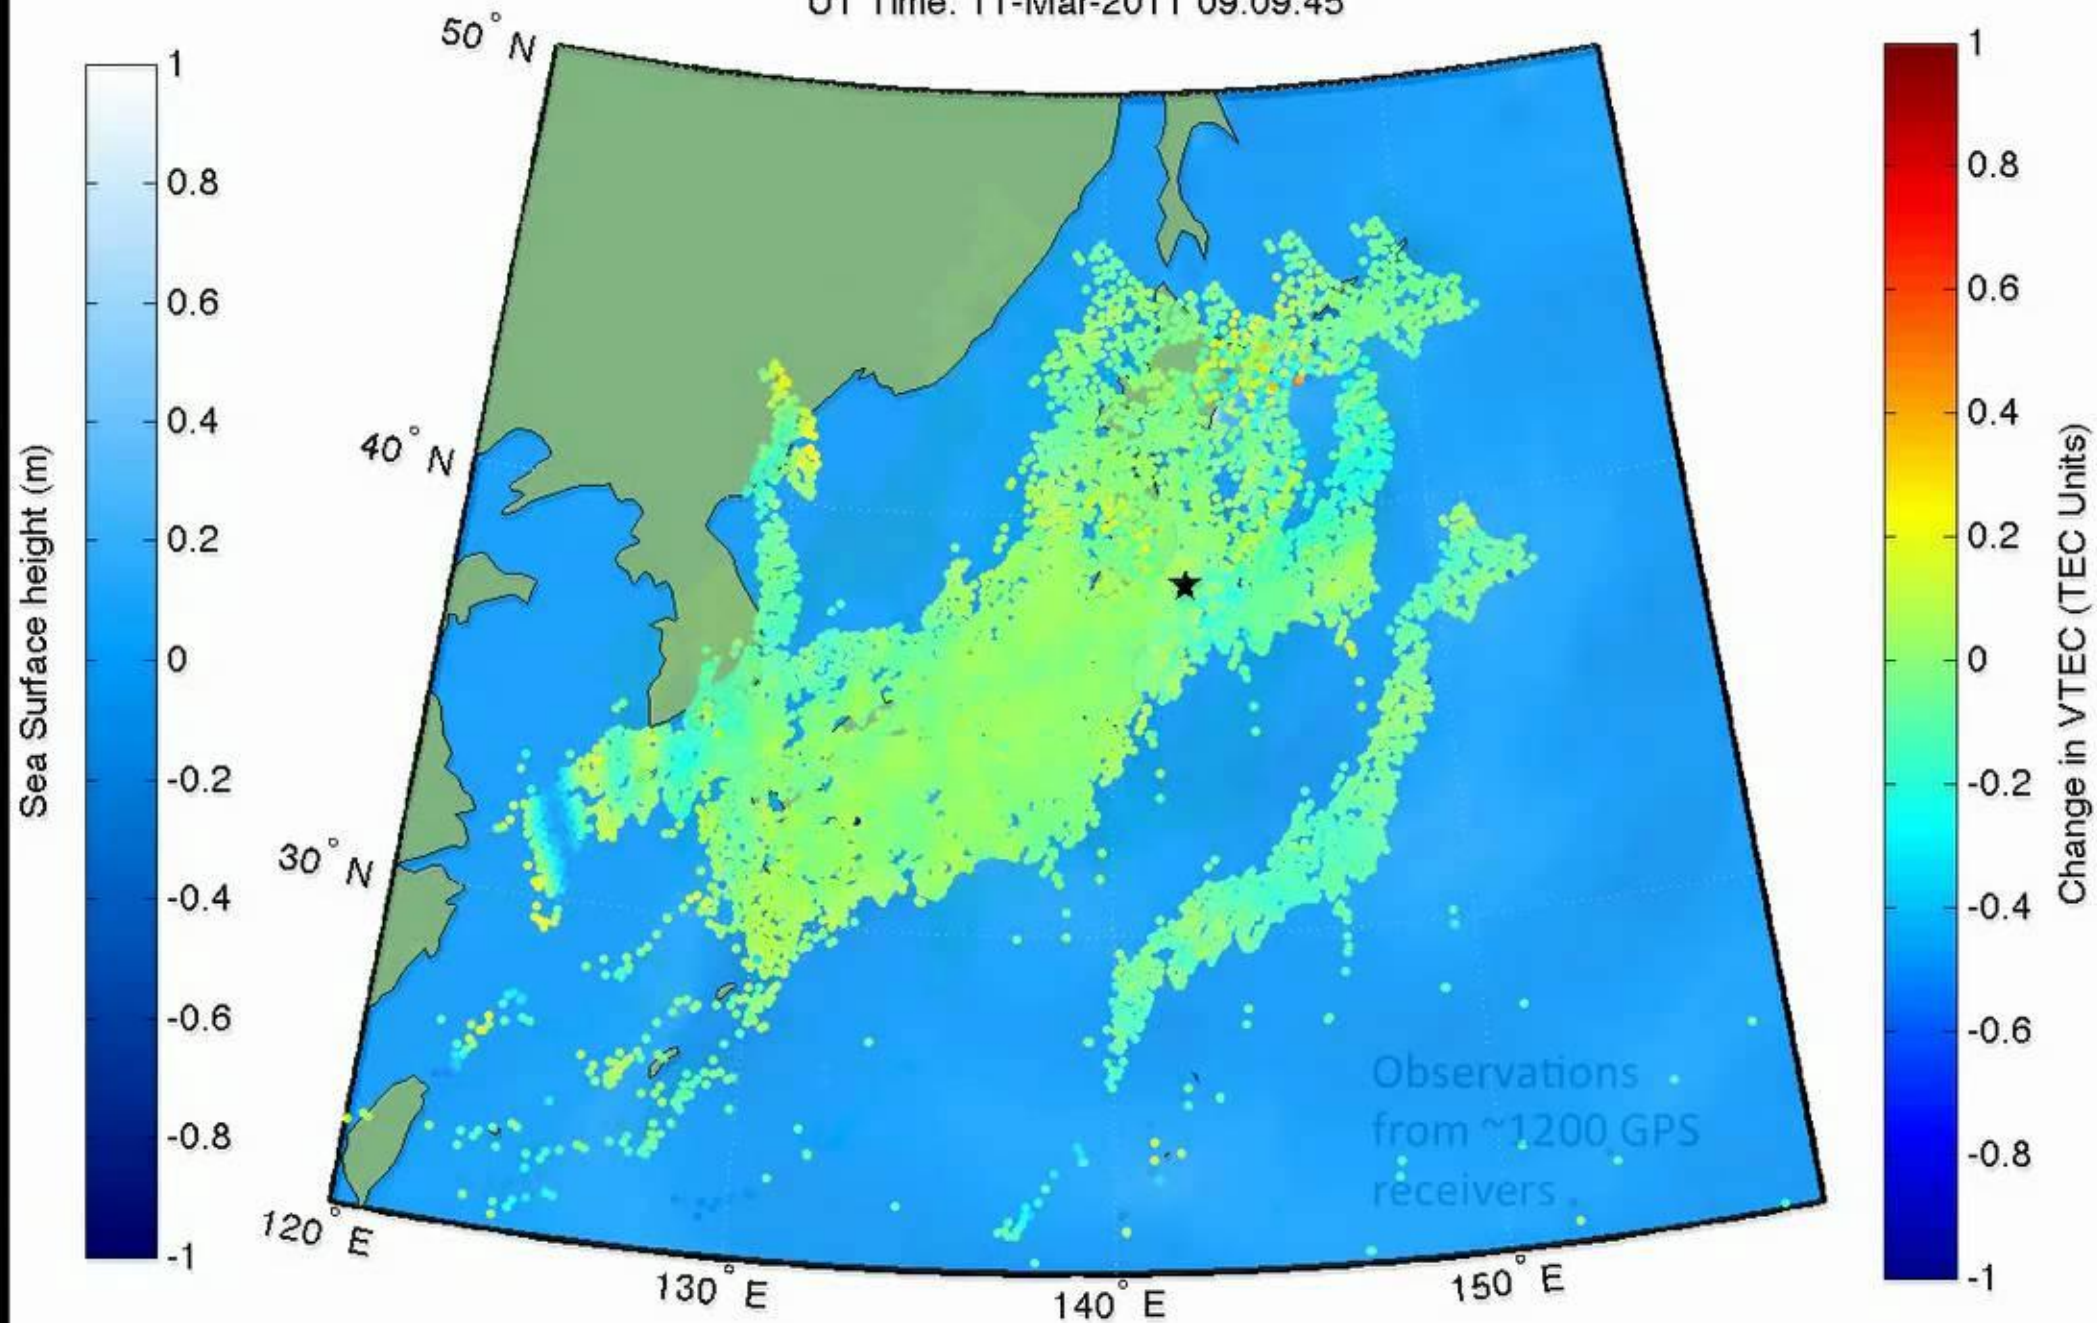 UT Time: 11-Mar-2011 09:09:45
50° N
40° N
30° N
120° E
130° E
140° E
150° E
Sea Surface height (m)
1
0.8
0.6
0.4
0.2
0
-0.2
-0.4
-0.6
-0.8
-1
Observations
from ~1200 GPS
receivers
1
0.8
0.6
0.4
0.2
0
-0.2
-0.4
-0.6
-0.8
-1
Change in VTEC (TEC Units)